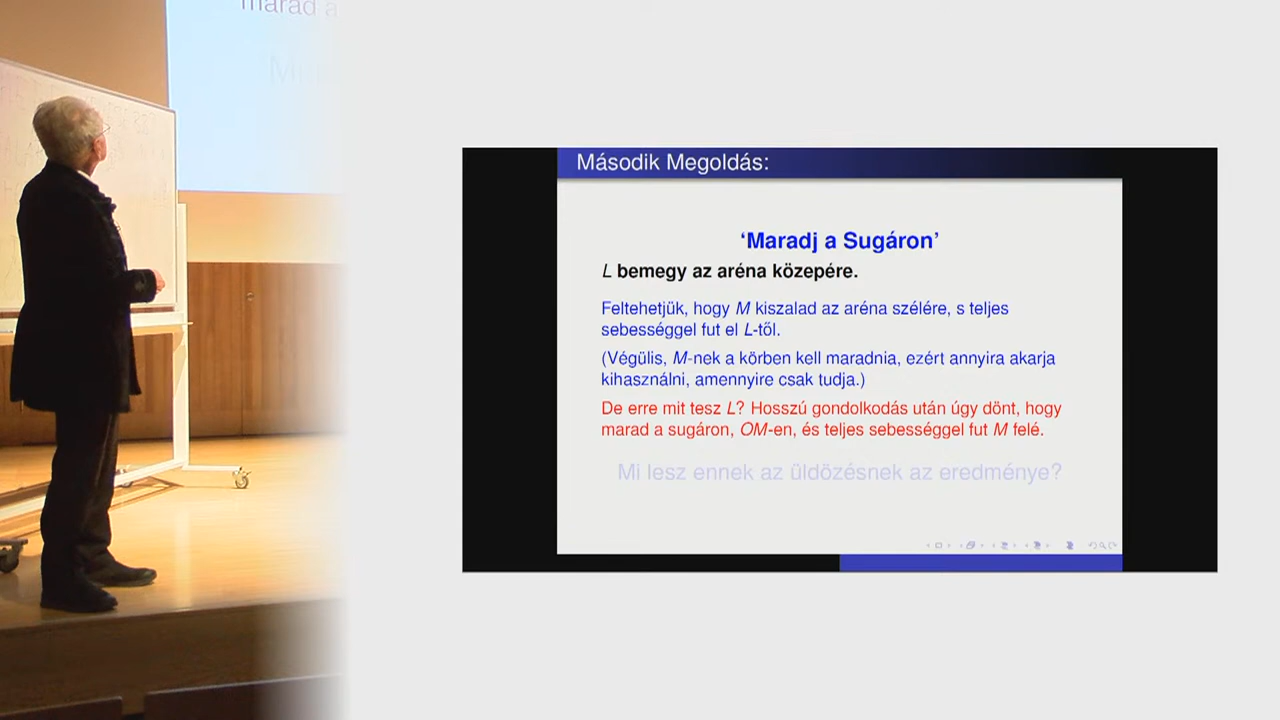 marad a
Második Megoldás:
‘Maradj a Sugáron’
L bemegy az aréna közepére.
Feltehetjük, hogy M kiszalad az aréna szélére, s teljes
sebességgel fut el L-től.
(Végülis, M-nek a körben kell maradnia, ezért annyira akarja
kihasználni, amennyire csak tudja.)
De erre mit tesz L? Hosszú gondolkodás után úgy dönt, hogy
marad a sugáron, OM-en, és teljes sebességgel fut M felé.
Mi lesz ennek az üldözésnek az eredménye?